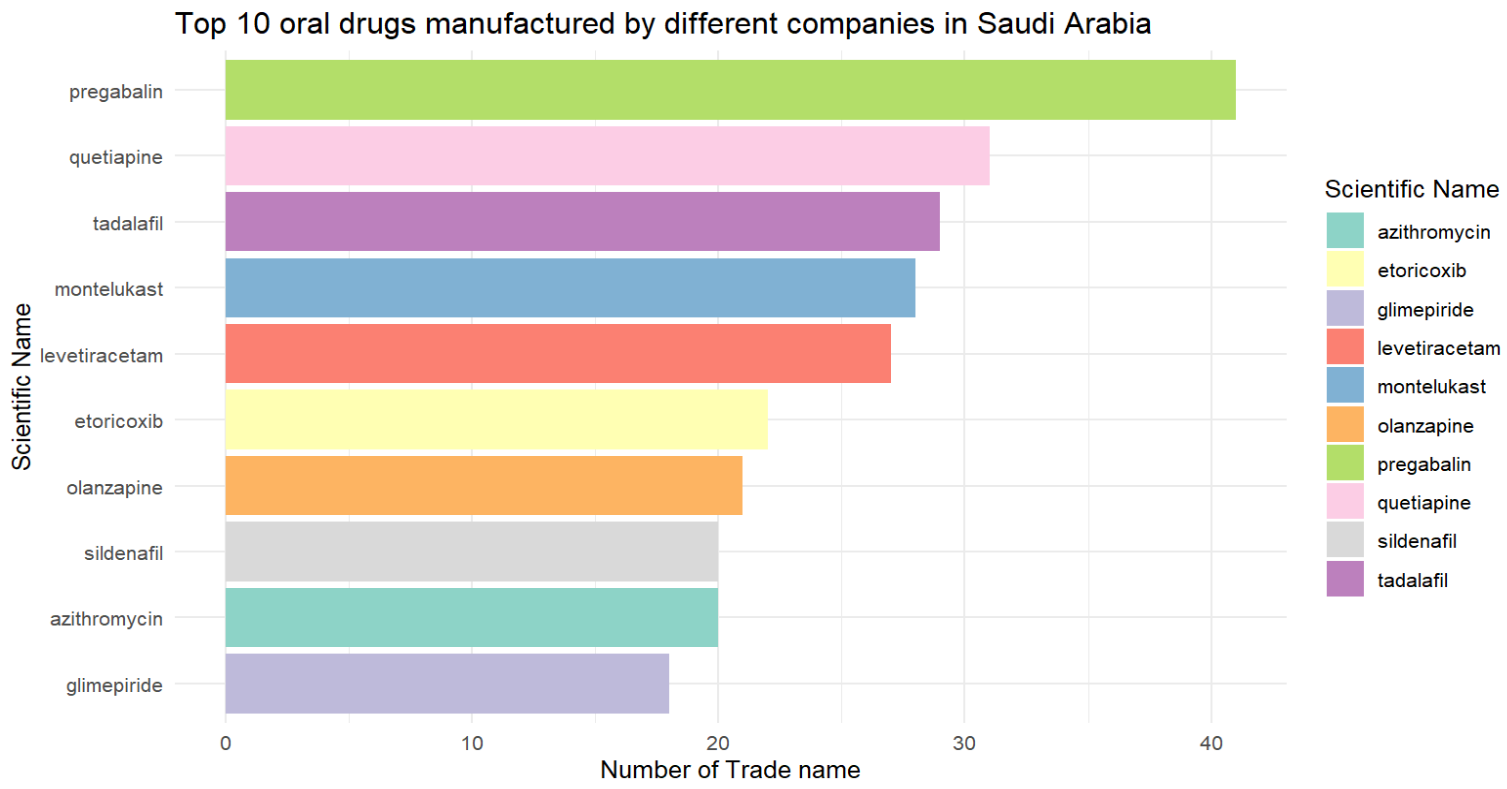 Top 10 oral drugs manufactured by different companies in Saudi Arabia
Scientific Name
pregabalin
quetiapine
tadalafil
montelukast
levetiracetam
etoricoxib
olanzapine
sildenafil
azithromycin
glimepiride
0 10 20 30 40
Number of Trade name
Scientific Name
azithromycin
etoricoxib
glimepiride
levetiracetam
montelukast
olanzapine
pregabalin
quetiapine
sildenafil
tadalafil